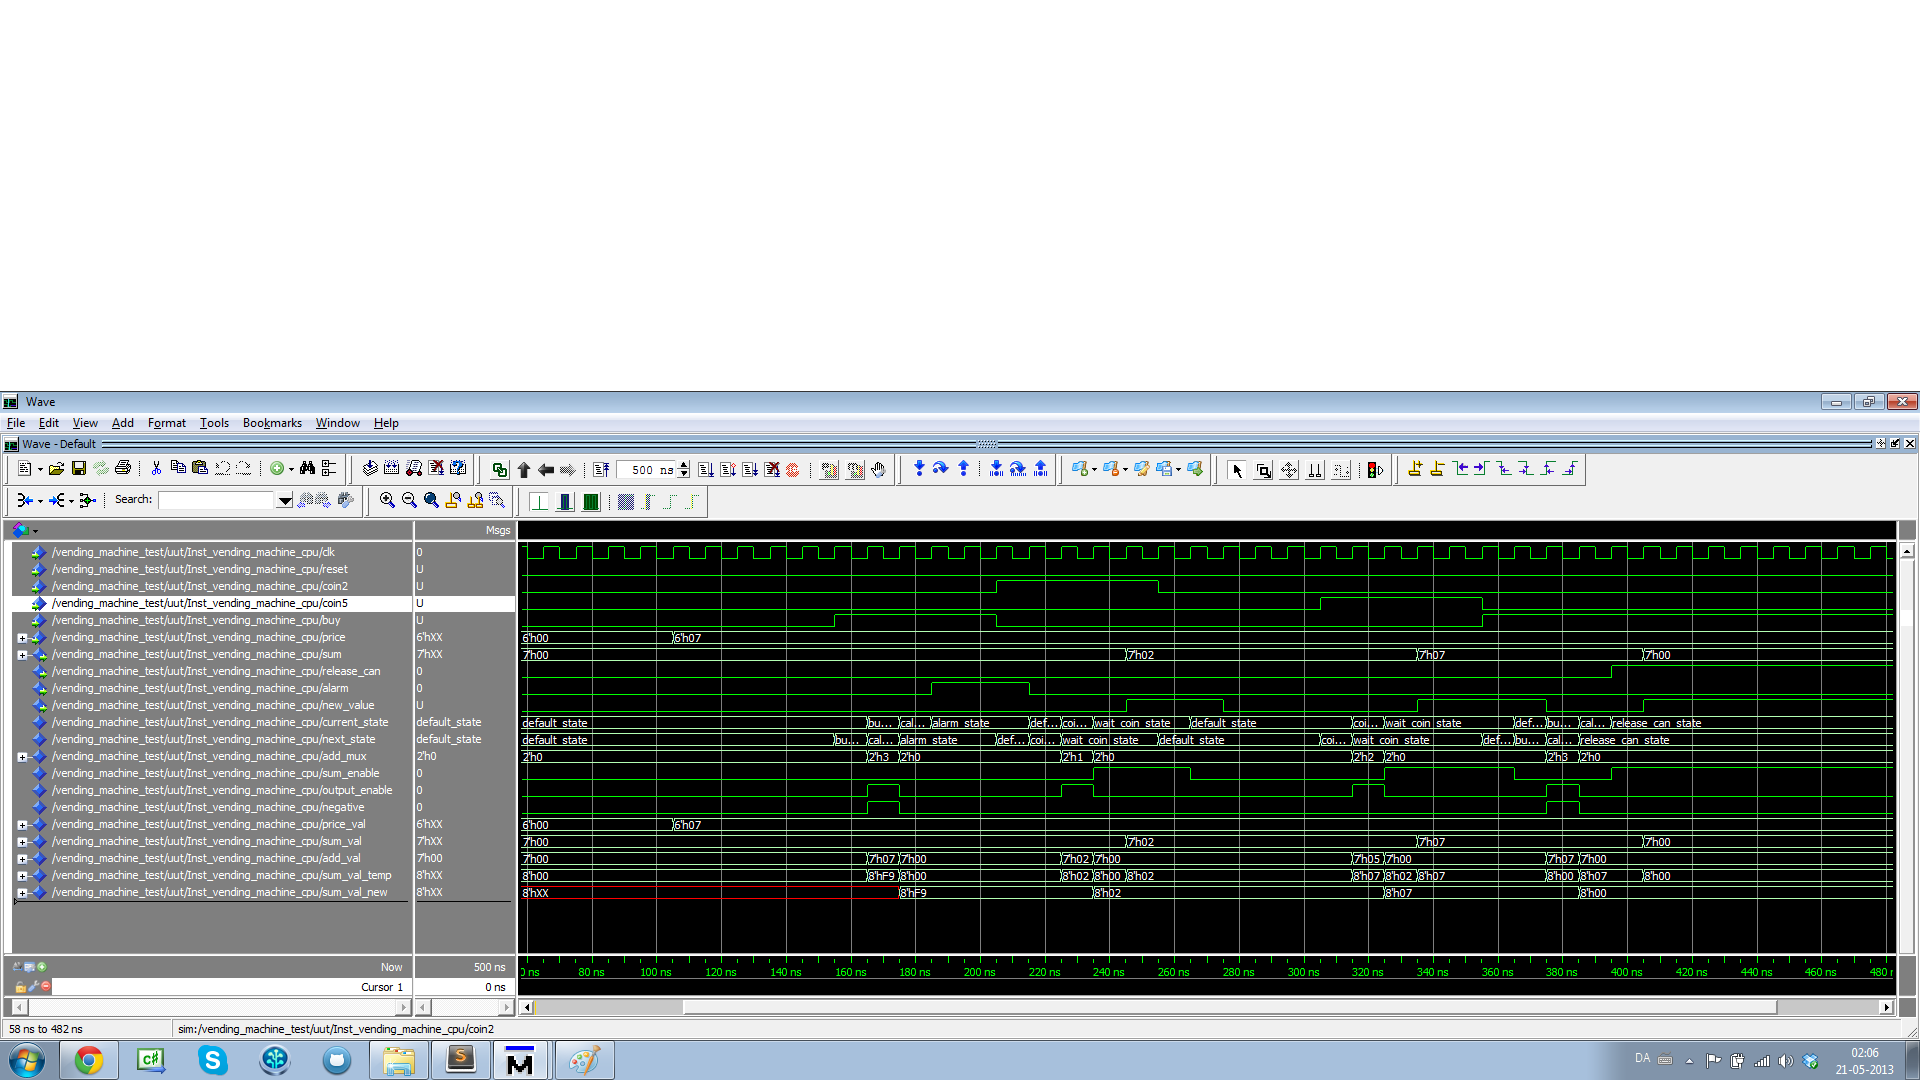 Wave
File Edit View Add Format Tools Bookmarks Window Help
Wave - Default
500 ns
Search:
Msgs
/vending_machine_test/uut/Inst_vending_machine_cpu/clk 0
/vending_machine_test/uut/Inst_vending_machine_cpu/reset U
/vending_machine_test/uut/Inst_vending_machine_cpu/coin2 U
/vending_machine_test/uut/Inst_vending_machine_cpu/coin5 U
/vending_machine_test/uut/Inst_vending_machine_cpu/buy U
/vending_machine_test/uut/Inst_vending_machine_cpu/price 6'hXX 6'h00 6'h07
/vending_machine_test/uut/Inst_vending_machine_cpu/sum 7'hXX 7'h00 7'h02 7'h07 7'h00
/vending_machine_test/uut/Inst_vending_machine_cpu/release_can 0
/vending_machine_test/uut/Inst_vending_machine_cpu/alarm 0
/vending_machine_test/uut/Inst_vending_machine_cpu/new_value U
/vending_machine_test/uut/Inst_vending_machine_cpu/current_state default_state default_state bu... cal... alarm_state def... coi... wait_coin_state default_state coi... wait_coin_state def... bu... cal... release_can_state
/vending_machine_test/uut/Inst_vending_machine_cpu/next_state default_state default_state bu... cal... alarm_state def... coi... wait_coin_state default_state coi... wait_coin_state def... bu... cal... release_can_state
/vending_machine_test/uut/Inst_vending_machine_cpu/add_mux 2'h0 2'h0 2'h3 2'h0 2'h1 2'h0 2'h2 2'h0 2'h3 2'h0
/vending_machine_test/uut/Inst_vending_machine_cpu/sum_enable 0
/vending_machine_test/uut/Inst_vending_machine_cpu/output_enable 0
/vending_machine_test/uut/Inst_vending_machine_cpu/negative 0
/vending_machine_test/uut/Inst_vending_machine_cpu/price_val 6'hXX 6'h00 6'h07
/vending_machine_test/uut/Inst_vending_machine_cpu/sum_val 7'hXX 7'h00 7'h02 7'h07 7'h00
/vending_machine_test/uut/Inst_vending_machine_cpu/add_val 7'h00 7'h00 7'h07 7'h00 7'h02 7'h00 7'h05 7'h00 7'h07 7'h00
/vending_machine_test/uut/Inst_vending_machine_cpu/sum_val_temp 8'hXX 8'h00 8'hF9 8'h00 8'h02 8'h00 8'h02 8'h07 8'h02 8'h07 8'h00 8'h07 8'h00
/vending_machine_test/uut/Inst_vending_machine_cpu/sum_val_new 8'hXX 8'hXX 8'hF9 8'h02 8'h07 8'h00
Now 500 ns 0 ns 80 ns 100 ns 120 ns 140 ns 160 ns 180 ns 200 ns 220 ns 240 ns 260 ns 280 ns 300 ns 320 ns 340 ns 360 ns 380 ns 400 ns 420 ns 440 ns 460 ns 480 n
Cursor 1 0 ns
58 ns to 482 ns sim:/vending_machine_test/uut/Inst_vending_machine_cpu/coin2
C# S S M DA 02:06
21-05-2013